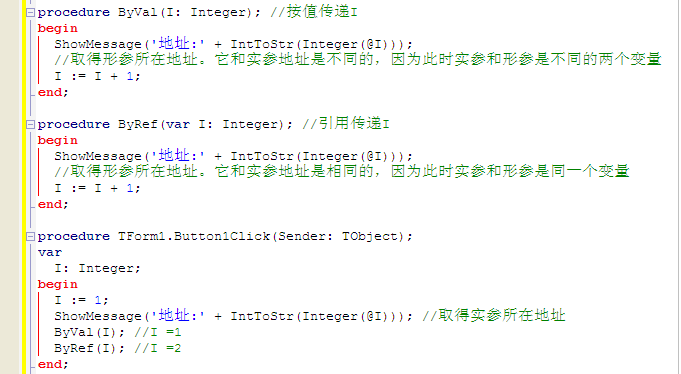 procedure ByVal(I: Integer); //按值传递I
begin
ShowMessage('地址:' + IntToStr(Integer(@I)));
//取得形参所在地址。它和实参地址是不同的，因为此时实参和形参是不同的两个变量
I := I + 1;
end;
procedure ByRef(var I: Integer); //引用传递I
begin
ShowMessage('地址:' + IntToStr(Integer(@I)));
//取得形参所在地址。它和实参地址是相同的，因为此时实参和形参是同一个变量
I := I + 1;
end;
procedure TForm1.Button1Click(Sender: TObject);
var
I: Integer;
begin
I := 1;
ShowMessage('地址:' + IntToStr(Integer(@I))); //取得实参所在地址
ByVal(I); //I =1
ByRef(I); //I =2
end;